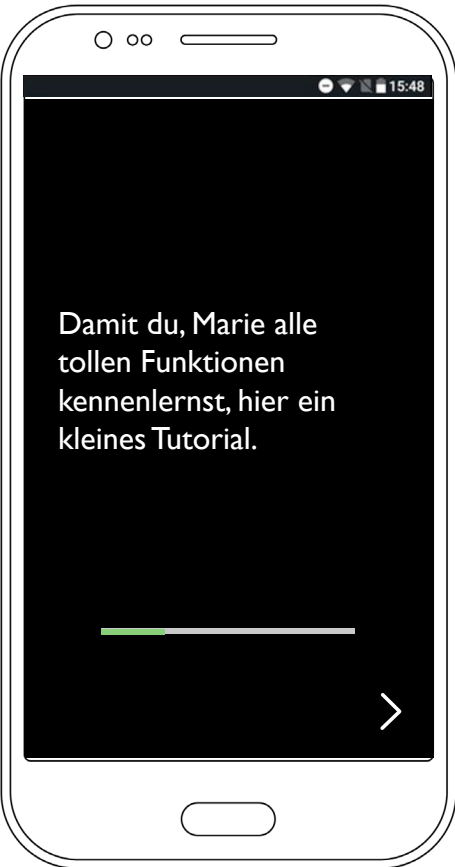 15:48
Damit du, Marie alle
tollen Funktionen
kennenlernst, hier ein
kleines Tutorial.